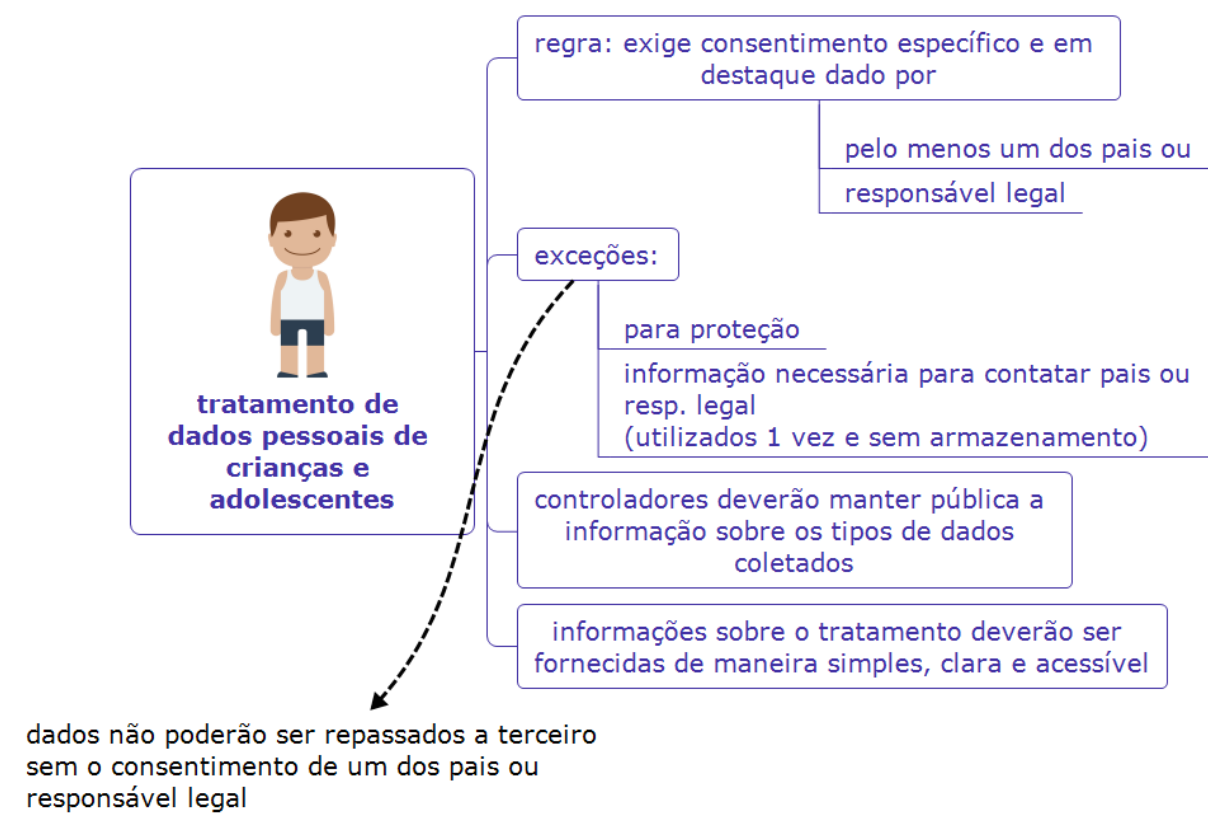 tratamento de
dados pessoais de
crianças e
adolescentes
regra: exige consentimento específico e em
destaque dado por
pelo menos um dos pais ou
responsável legal
exceções:
para proteção
informação necessária para contatar pais ou
resp. legal
(utilizados 1 vez e sem armazenamento)
controladores deverão manter pública a
informação sobre os tipos de dados
coletados
informações sobre o tratamento deverão ser
fornecidas de maneira simples, clara e acessível
dados não poderão ser repassados a terceiro
sem o consentimento de um dos pais ou
responsável legal